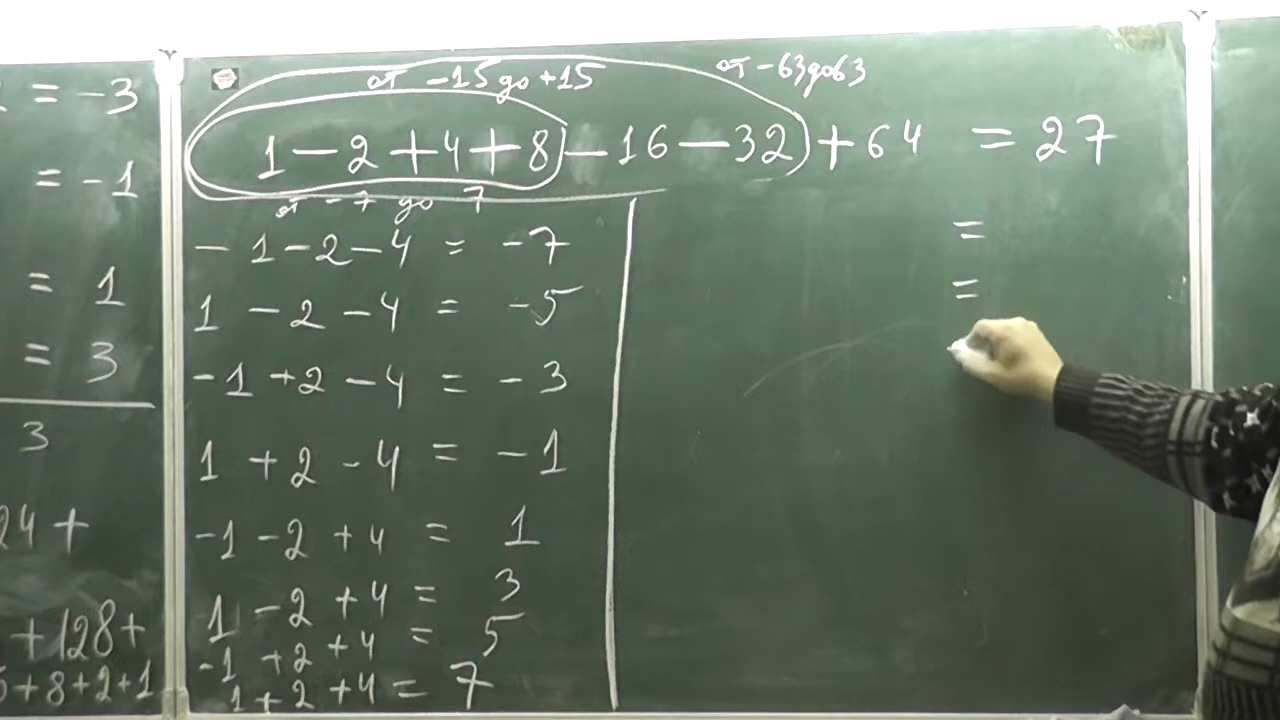 = -3
= -1
= 1
= 3
3
24 +
+128+
+8+2+1
от -15 до +15
от -63 до 63
1 - 2 + 4 + 8 - 16 - 32 + 64 = 27
от -7 до 7
- 1 - 2 - 4 = -7
1 - 2 - 4 = -5
-1 + 2 - 4 = -3
1 + 2 - 4 = -1
-1 - 2 + 4 = 1
1 - 2 + 4 = 3
-1 + 2 + 4 = 5
1 + 2 + 4 = 7
=
=